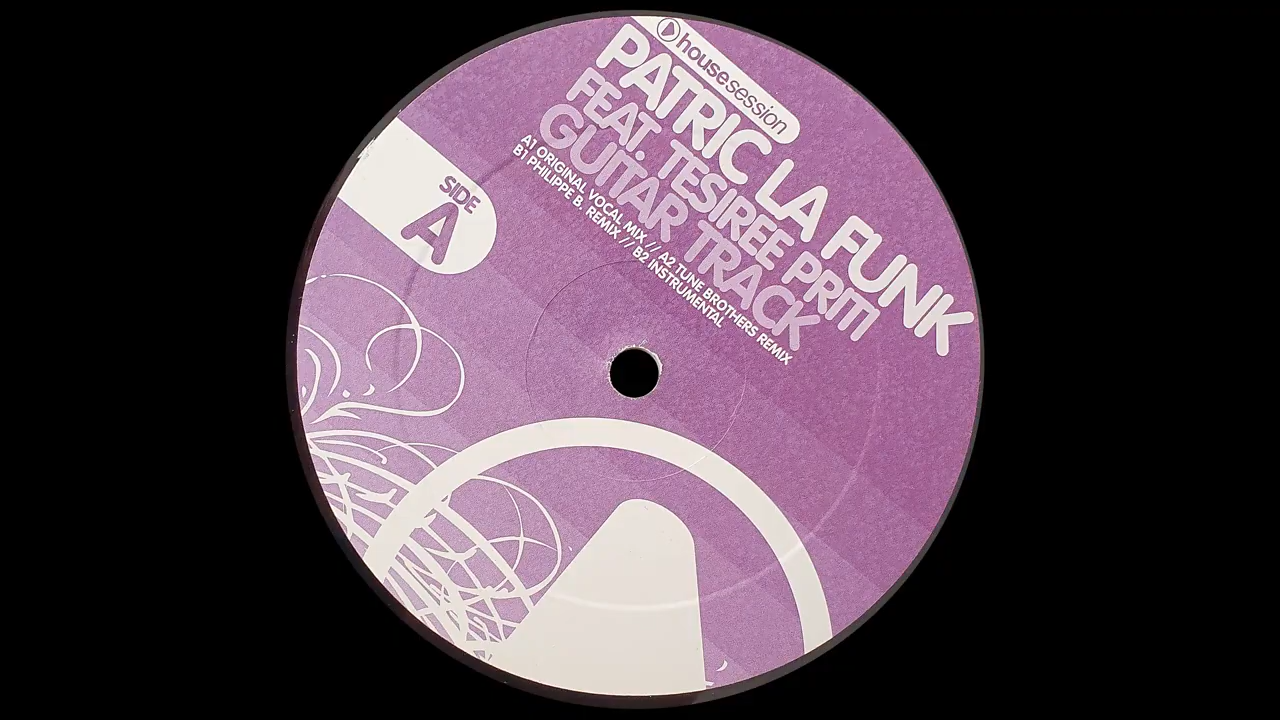 housesession
PATRIC LA FUNK
FEAT. TESIREE PRITI
GUITAR TRACK
A1 ORIGINAL VOCAL MIX // A2 TUNE BROTHERS REMIX
B1 PHILIPPE B. REMIX // B2 INSTRUMENTAL
SIDE
A